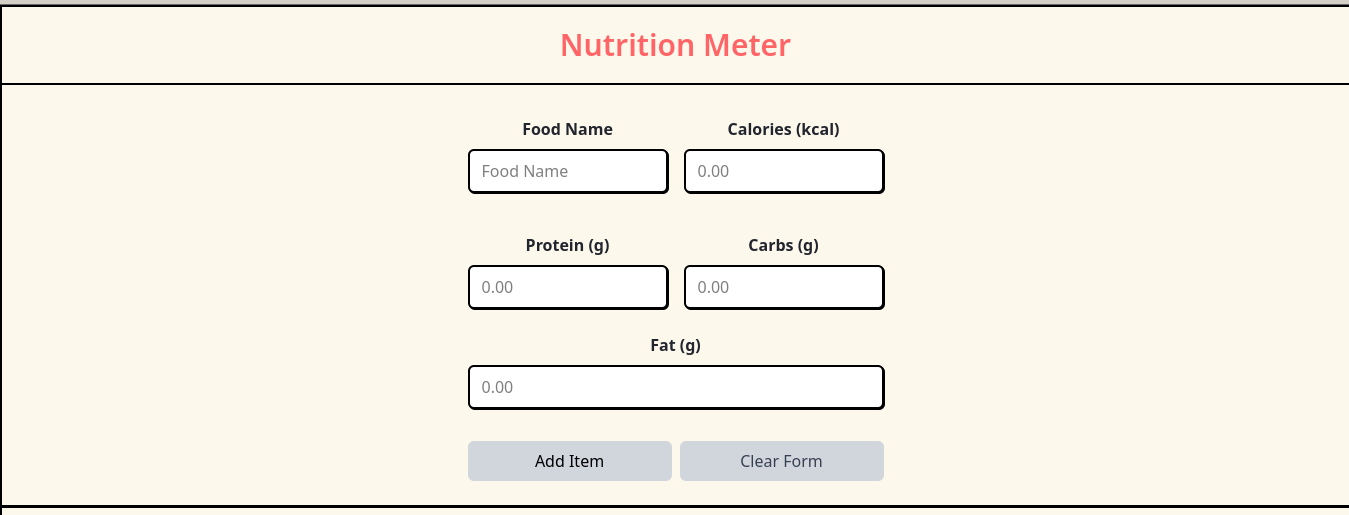 Nutrition Meter
Food Name Calories (kcal)
Food Name 0.00
Protein (g) Carbs (g)
0.00 0.00
Fat (g)
0.00
Add Item Clear Form